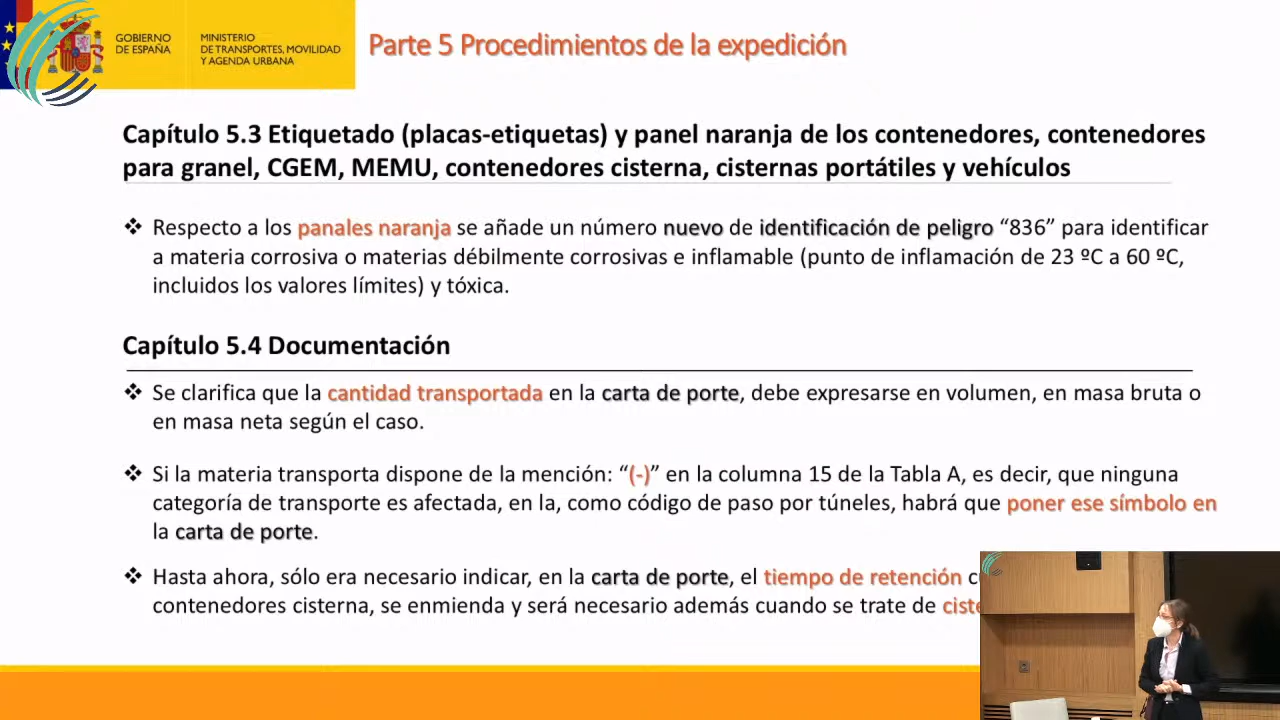 GOBIERNO
DE ESPAÑA
MINISTERIO
DE TRANSPORTES, MOVILIDAD
Y AGENDA URBANA
Parte 5 Procedimientos de la expedición
Capítulo 5.3 Etiquetado (placas-etiquetas) y panel naranja de los contenedores, contenedores
para granel, CGEM, MEMU, contenedores cisterna, cisternas portátiles y vehículos
❖ Respecto a los panales naranja se añade un número nuevo de identificación de peligro “836” para identificar
a materia corrosiva o materias débilmente corrosivas e inflamable (punto de inflamación de 23 ºC a 60 ºC,
incluidos los valores límites) y tóxica.
Capítulo 5.4 Documentación
❖ Se clarifica que la cantidad transportada en la carta de porte, debe expresarse en volumen, en masa bruta o
en masa neta según el caso.
❖ Si la materia transporta dispone de la mención: “(-)” en la columna 15 de la Tabla A, es decir, que ninguna
categoría de transporte es afectada, en la, como código de paso por túneles, habrá que poner ese símbolo en
la carta de porte.
❖ Hasta ahora, sólo era necesario indicar, en la carta de porte, el tiempo de retención
contenedores cisterna, se enmienda y será necesario además cuando se trate de